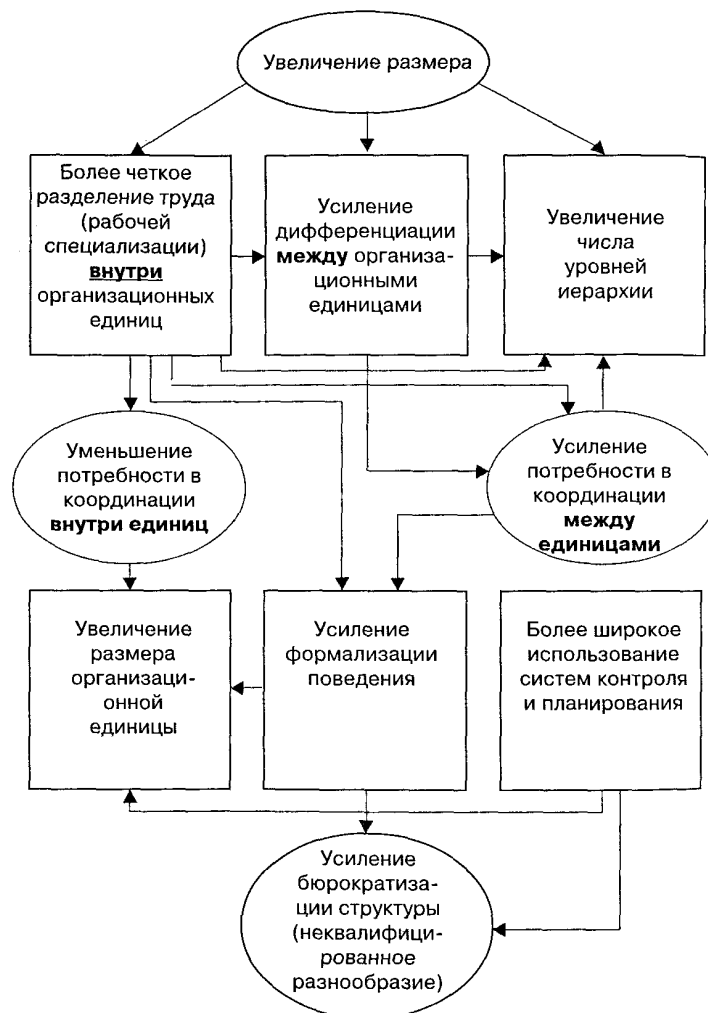 Увеличение размера
Более четкое
разделение труда
(рабочей
специализации)
внутри
организационных
единиц
Усиление
дифференциации
между организа-
ционными
единицами
Увеличение
числа
уровней
иерархии
Уменьшение
потребности в
координации
внутри единиц
Усиление
потребности в
координации
между
единицами
Увеличение
размера
организаци-
онной
единицы
Усиление
формализации
поведения
Более широкое
использование
систем контроля
и планирования
Усиление
бюрократиза-
ции структуры
(неквалифици-
рованное
разнообразие)